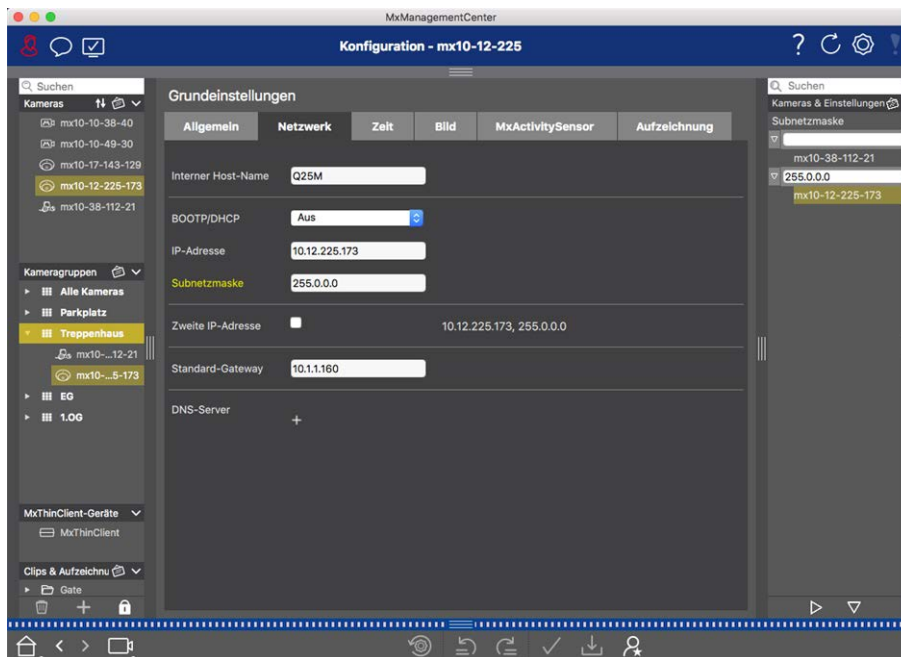 MxManagementCenter
Konfiguration - mx10-12-225
?
Suchen
Kameras
mx10-10-38-40
mx10-10-49-30
mx10-17-143-129
mx10-12-225-173
mx10-38-112-21
Kameragruppen
Alle Kameras
Parkplatz
Treppenhaus
mx10-...12-21
mx10-...5-173
EG
1.OG
MxThinClient-Geräte
MxThinClient
Clips & Aufzeichnu
Gate
Grundeinstellungen
Allgemein Netzwerk Zeit Bild MxActivitySensor Aufzeichnung
Interner Host-Name Q25M
BOOTP/DHCP Aus
IP-Adresse 10.12.225.173
Subnetzmaske 255.0.0.0
Zweite IP-Adresse 10.12.225.173, 255.0.0.0
Standard-Gateway 10.1.1.160
DNS-Server
+
Suchen
Kameras & Einstellungen
Subnetzmaske
mx10-38-112-21
255.0.0.0
mx10-12-225-173